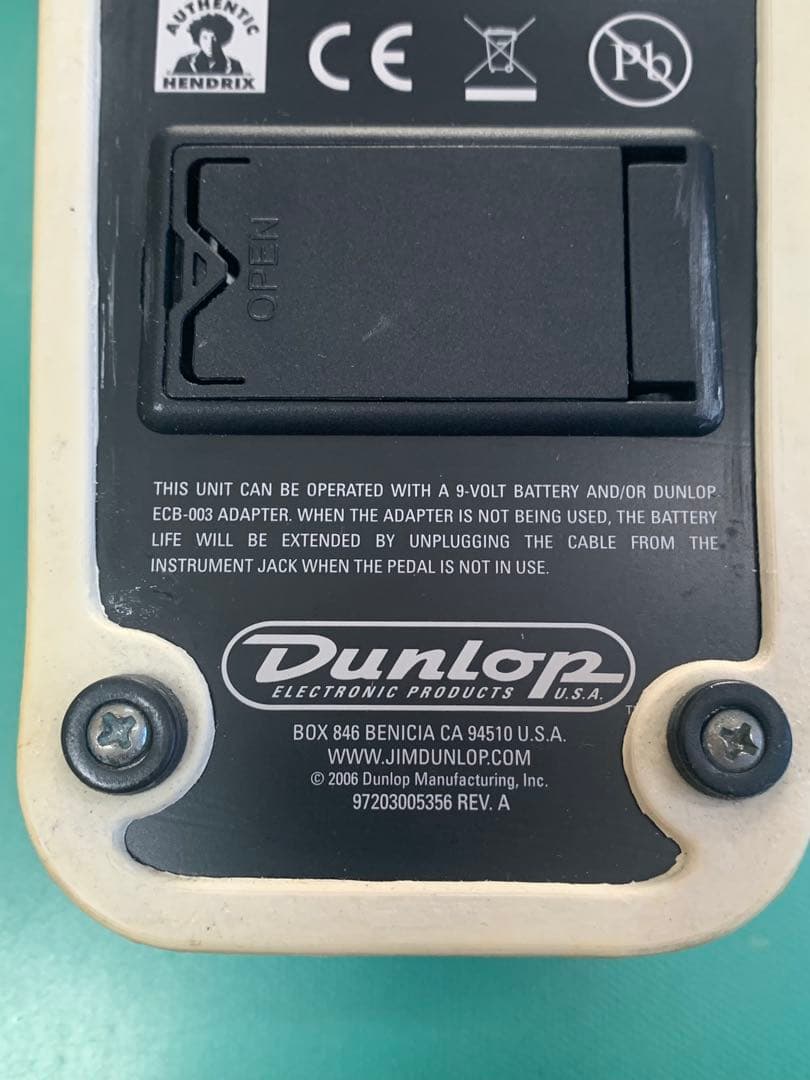 AUTHENTIC
HENDRIX
CE
Pb
OPEN
THIS UNIT CAN BE OPERATED WITH A 9-VOLT BATTERY AND/OR DUNLOP
ECB-003 ADAPTER. WHEN THE ADAPTER IS NOT BEING USED, THE BATTERY
LIFE WILL BE EXTENDED BY UNPLUGGING THE CABLE FROM THE
INSTRUMENT JACK WHEN THE PEDAL IS NOT IN USE.
DUNLOP
ELECTRONIC PRODUCTS U.S.A.
TM
BOX 846 BENICIA CA 94510 U.S.A.
WWW.JIMDUNLOP.COM
© 2006 Dunlop Manufacturing, Inc.
97203005356 REV. A